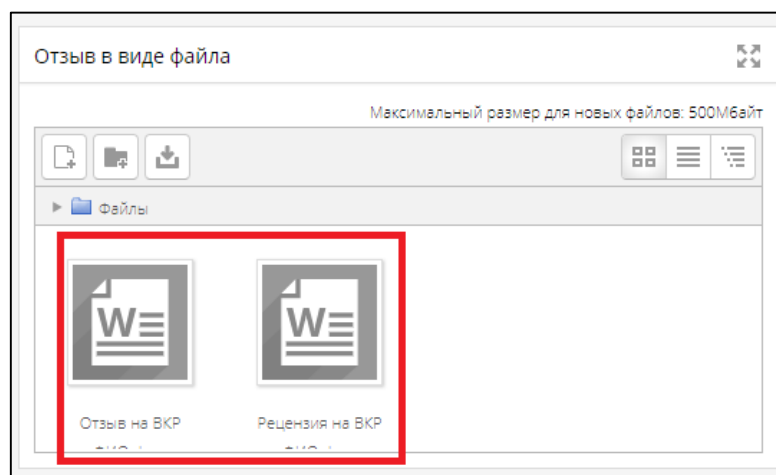 Отзыв в виде файла
Максимальный размер для новых файлов: 500Мбайт
Файлы
W
W
Отзыв на ВКР
Рецензия на ВКР